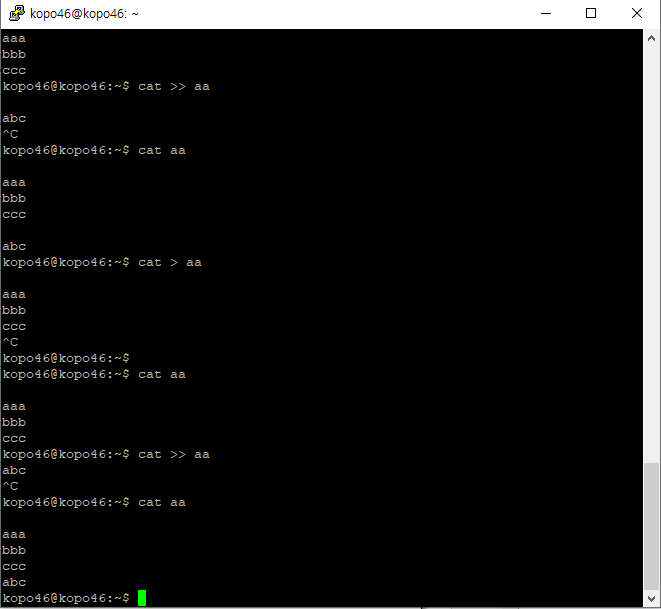 kopo46@kopo46: ~
aaa
bbb
ccc
kopo46@kopo46:~$ cat >> aa

abc
^C
kopo46@kopo46:~$ cat aa

aaa
bbb
ccc

abc
kopo46@kopo46:~$ cat > aa

aaa
bbb
ccc
^C
kopo46@kopo46:~$
kopo46@kopo46:~$ cat aa

aaa
bbb
ccc
kopo46@kopo46:~$ cat >> aa
abc
^C
kopo46@kopo46:~$ cat aa

aaa
bbb
ccc
abc
kopo46@kopo46:~$